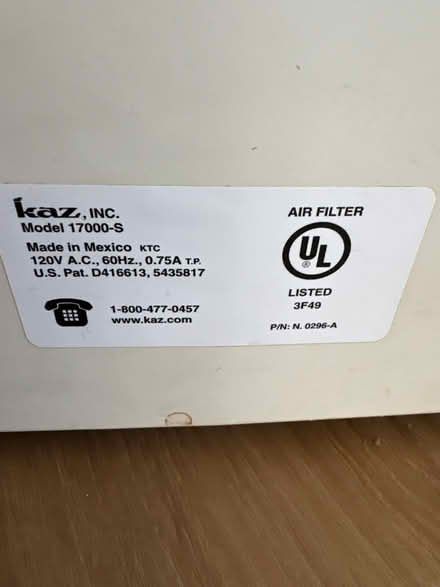 kaz, INC.
Model 17000-S
Made in Mexico KTC
120V A.C., 60Hz., 0.75A T.P.
U.S. Pat. D416613, 5435817
1-800-477-0457
www.kaz.com
AIR FILTER
UL
LISTED
3F49
P/N: N. 0296-A